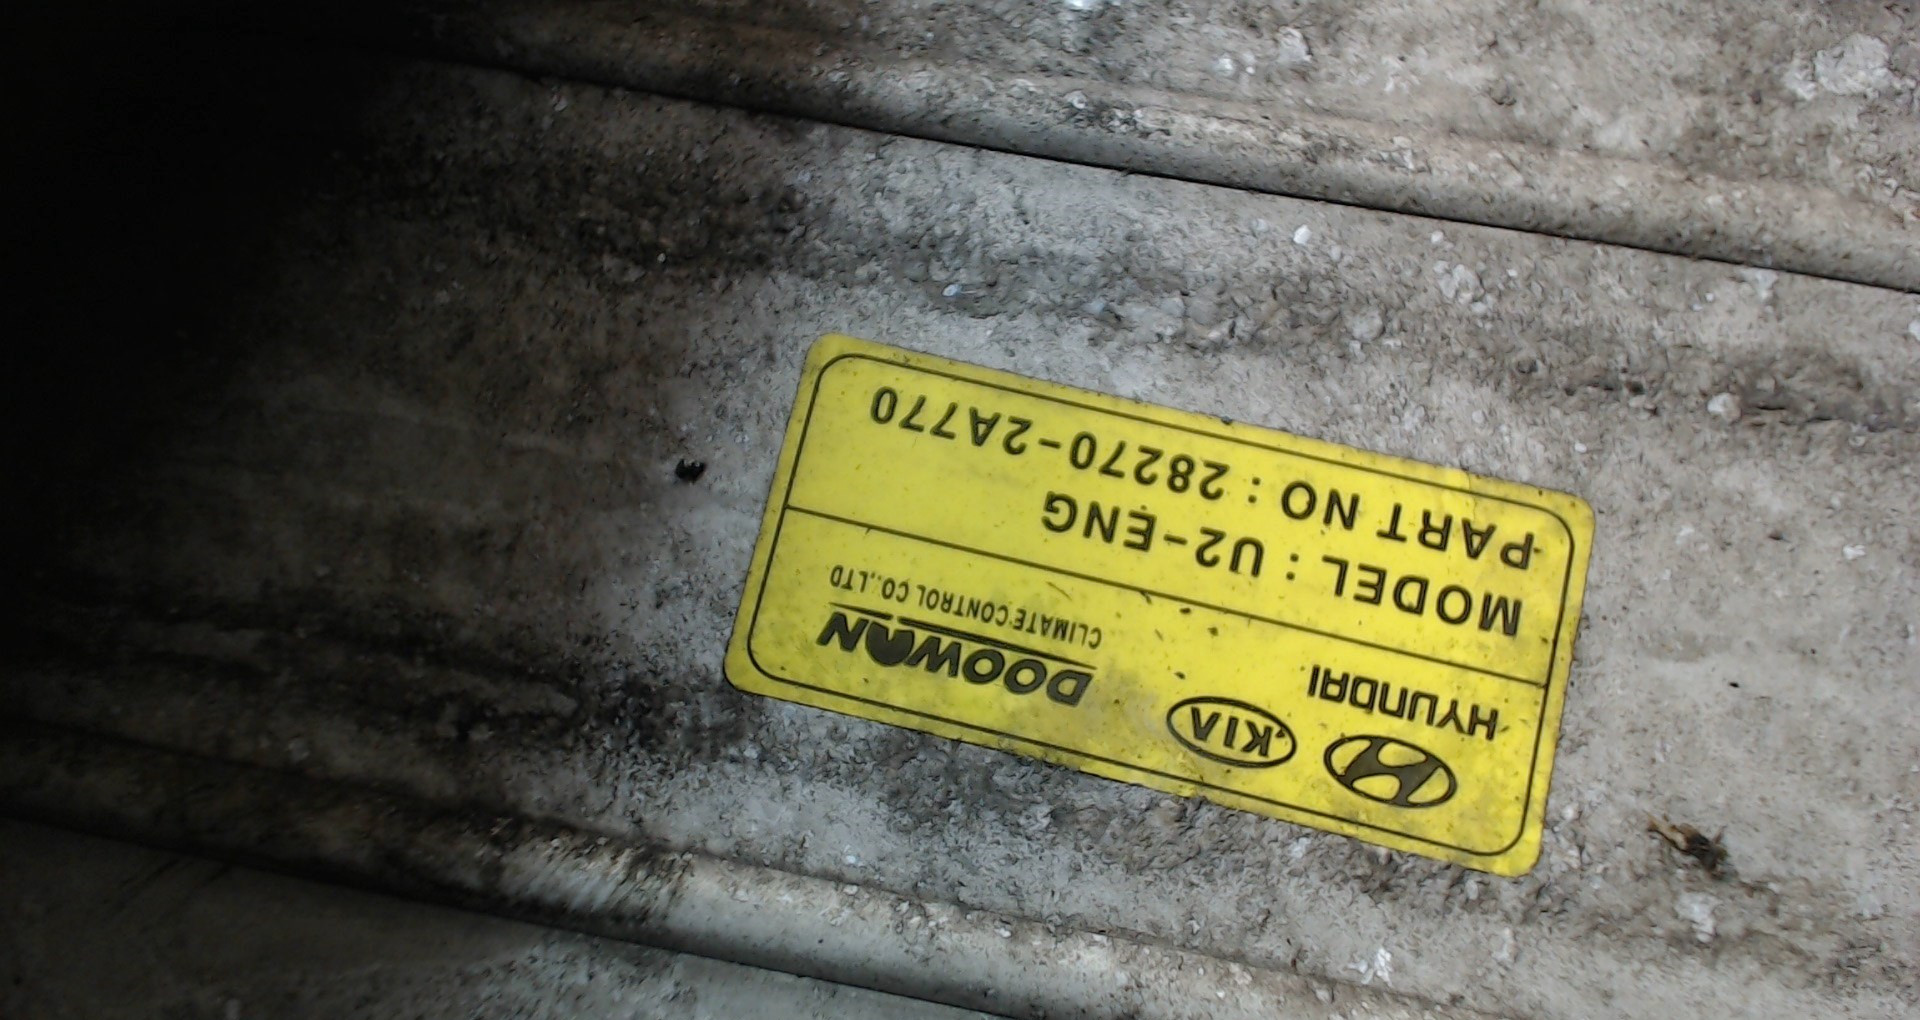 HYUNDAI
KIA
DOOWON
CLIMATE CONTROL CO.,LTD
MODEL : U2-ENG
PART NO : 28270-2A770